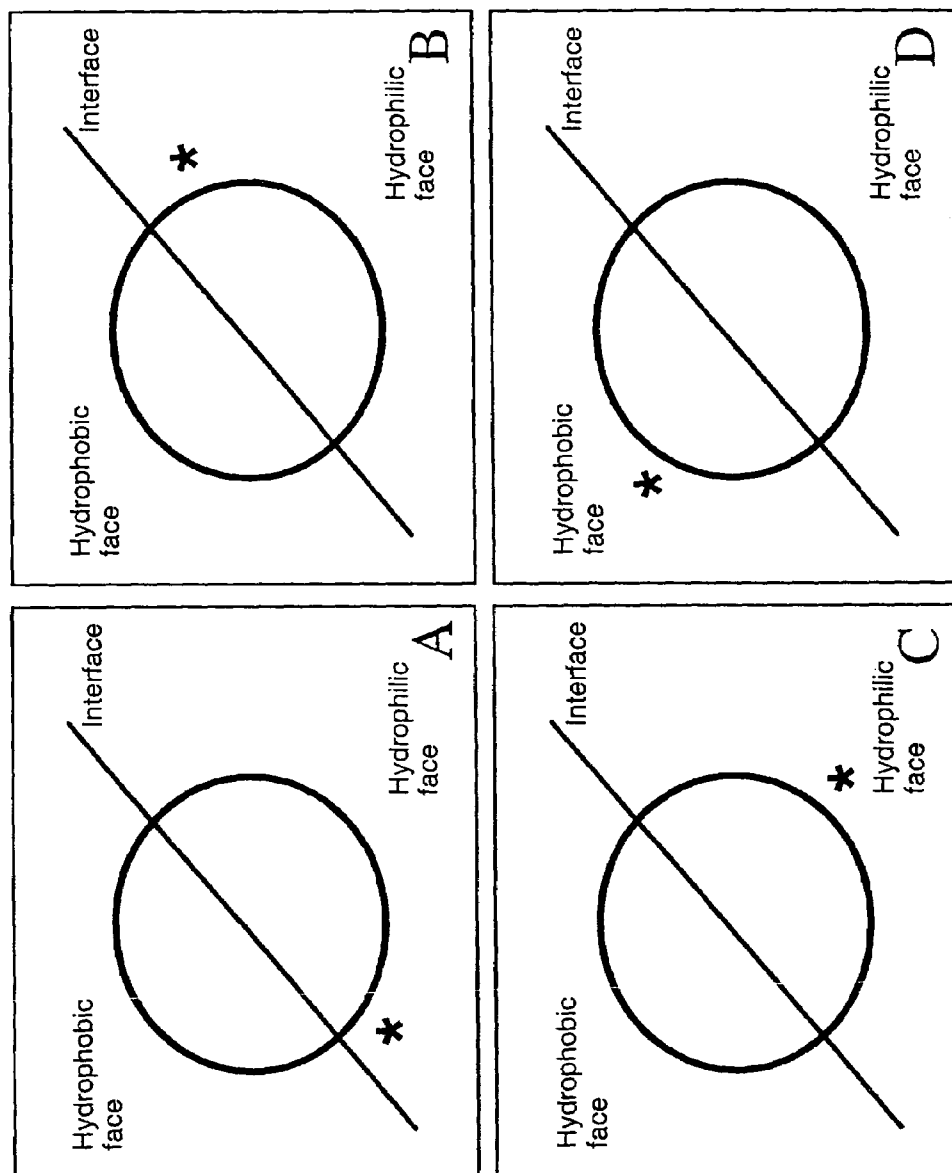 Hydrophobic
face
Interface
*
Hydrophilic
face
A
Hydrophobic
face
Interface
*
Hydrophilic
face
B
Hydrophobic
face
Interface
*
Hydrophilic
face
C
Hydrophobic
face
Interface
*
Hydrophilic
face
D